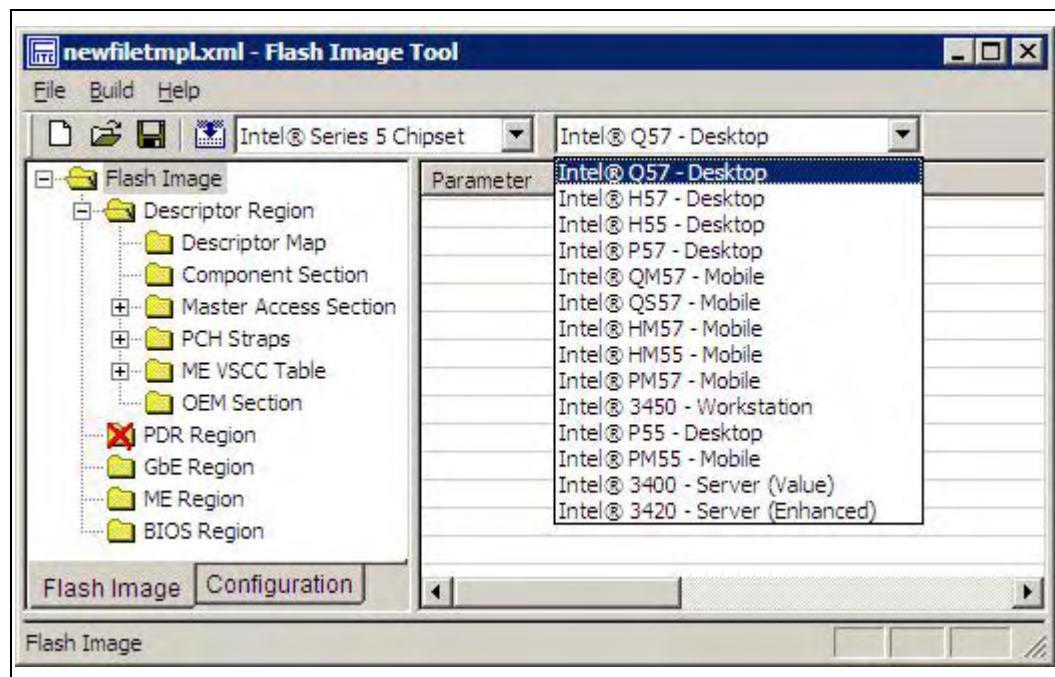 newfiletmpl.xml - Flash Image Tool
File Build Help
Intel® Series 5 Chipset
Intel® Q57 - Desktop
Flash Image
Descriptor Region
Descriptor Map
Component Section
Master Access Section
PCH Straps
ME VSCC Table
OEM Section
PDR Region
GbE Region
ME Region
BIOS Region
Flash Image
Configuration
Parameter
Intel® Q57 - Desktop
Intel® H57 - Desktop
Intel® H55 - Desktop
Intel® P57 - Desktop
Intel® QM57 - Mobile
Intel® QS57 - Mobile
Intel® HM57 - Mobile
Intel® HM55 - Mobile
Intel® PM57 - Mobile
Intel® 3450 - Workstation
Intel® P55 - Desktop
Intel® PM55 - Mobile
Intel® 3400 - Server (Value)
Intel® 3420 - Server (Enhanced)
Flash Image